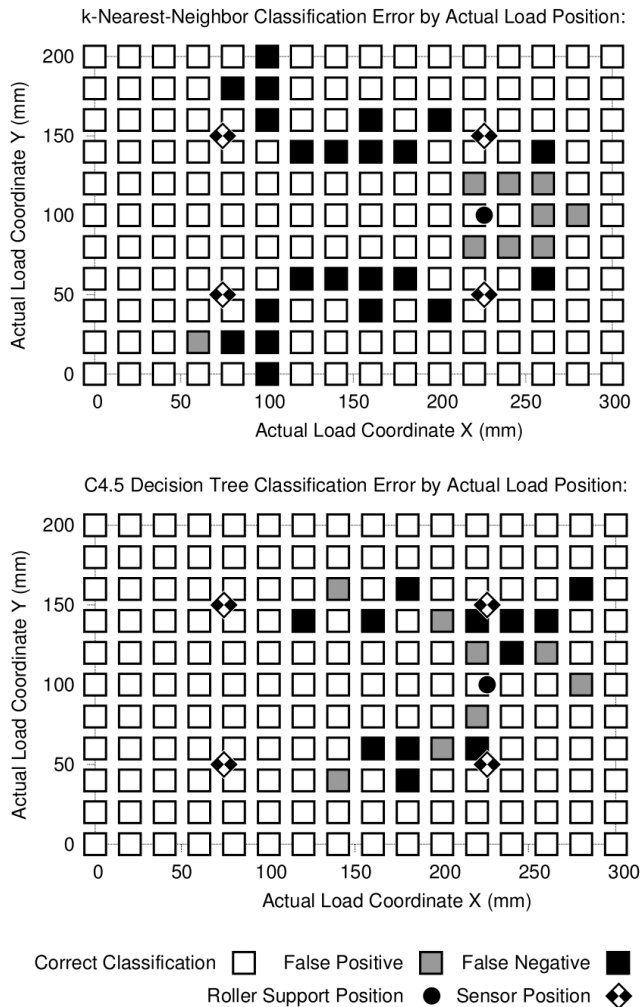 k-Nearest-Neighbor Classification Error by Actual Load Position:
Actual Load Coordinate Y (mm)
200
150
100
50
0
0 50 100 150 200 250 300
Actual Load Coordinate X (mm)
C4.5 Decision Tree Classification Error by Actual Load Position:
Actual Load Coordinate Y (mm)
200
150
100
50
0
0 50 100 150 200 250 300
Actual Load Coordinate X (mm)
Correct Classification False Positive False Negative
Roller Support Position Sensor Position